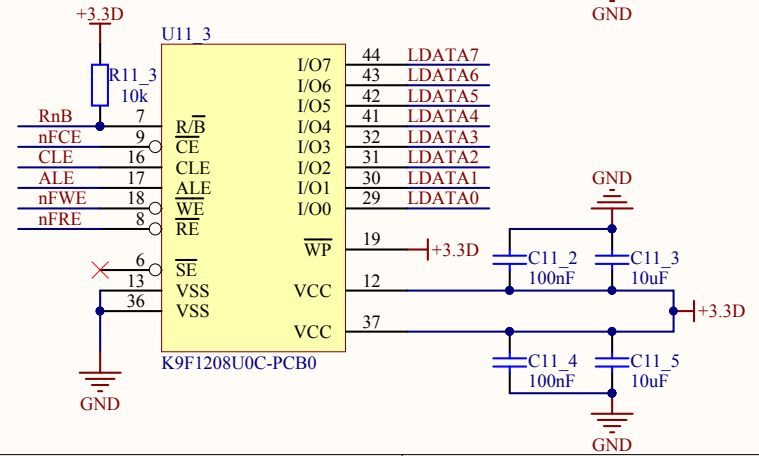 +3.3D
GND
U11_3
R11_3
10k
I/O7 44 LDATA7
I/O6 43 LDATA6
I/O5 42 LDATA5
RnB 7 R/B I/O4 41 LDATA4
nFCE 9 CE I/O3 32 LDATA3
CLE 16 CLE I/O2 31 LDATA2
ALE 17 ALE I/O1 30 LDATA1
nFWE 18 WE I/O0 29 LDATA0
nFRE 8 RE
GND
WP 19 +3.3D
6 SE
C11_2
100nF
C11_3
10uF
13 VSS VCC 12
36 VSS
+3.3D
VCC 37
K9F1208U0C-PCB0
C11_4
100nF
C11_5
10uF
GND
GND